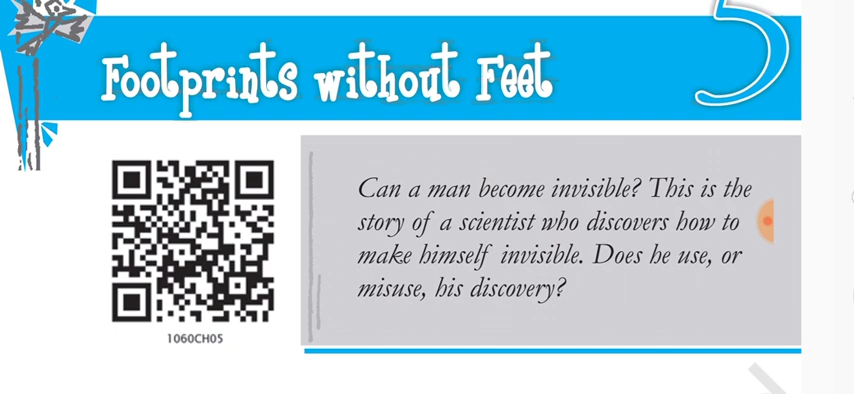 5
Footprints without Feet
Can a man become invisible? This is the
story of a scientist who discovers how to
make himself invisible. Does he use, or
misuse, his discovery?
1060CH05